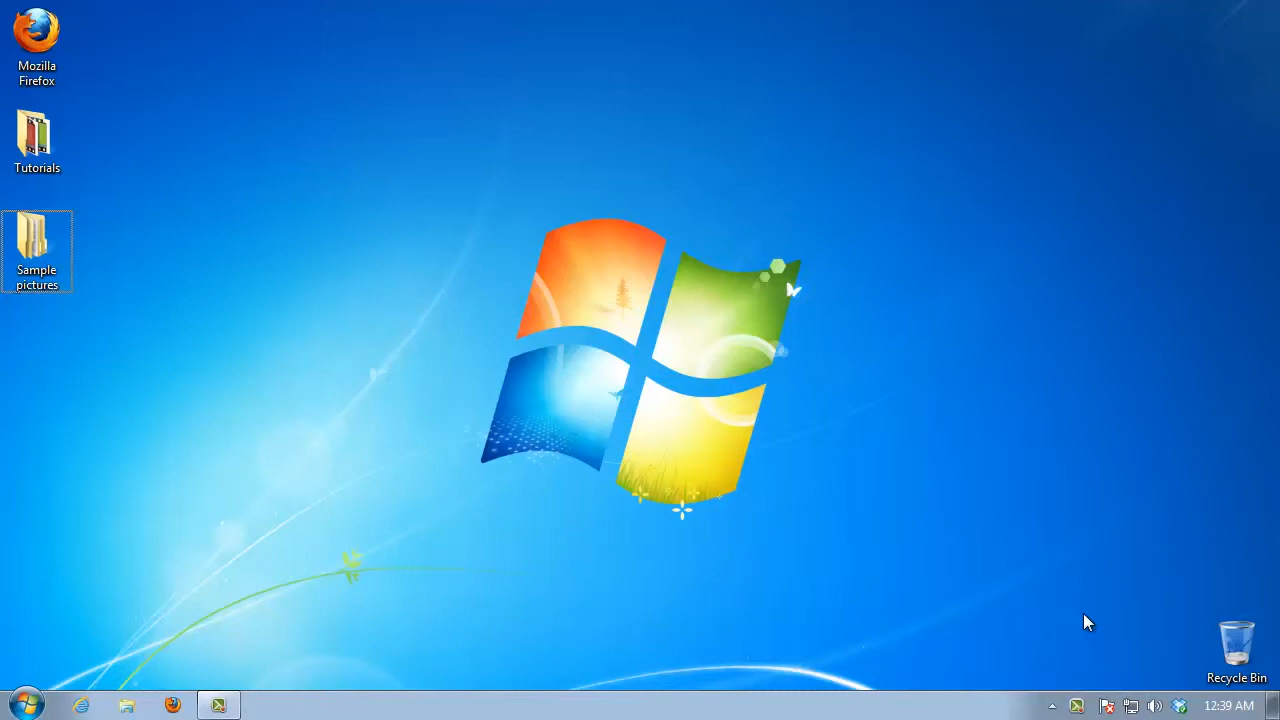 Mozilla
Firefox
Tutorials
Sample
pictures
Recycle Bin
12:39 AM